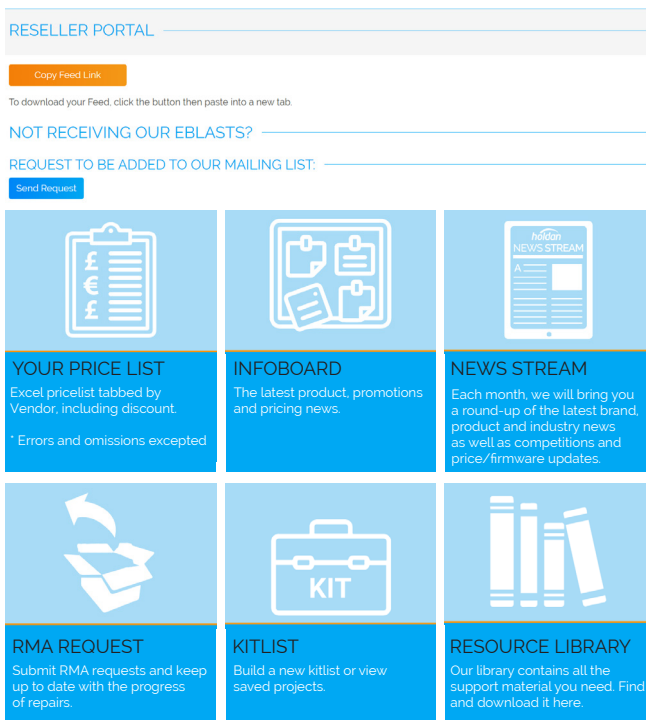 RESELLER PORTAL
Copy Feed Link
To download your Feed, click the button then paste into a new tab.
NOT RECEIVING OUR EBLASTS?
REQUEST TO BE ADDED TO OUR MAILING LIST:
Send Request
£
€
£
holdan
NEWS STREAM
A
YOUR PRICE LIST
Excel pricelist tabbed by
Vendor, including discount.
* Errors and omissions excepted
INFOBOARD
The latest product, promotions
and pricing news.
NEWS STREAM
Each month, we will bring you
a round-up of the latest brand,
product and industry news
as well as competitions and
price/firmware updates.
KIT
RMA REQUEST
Submit RMA requests and keep
up to date with the progress
of repairs.
KITLIST
Build a new kitlist or view
saved projects.
RESOURCE LIBRARY
Our library contains all the
support material you need. Find
and download it here.